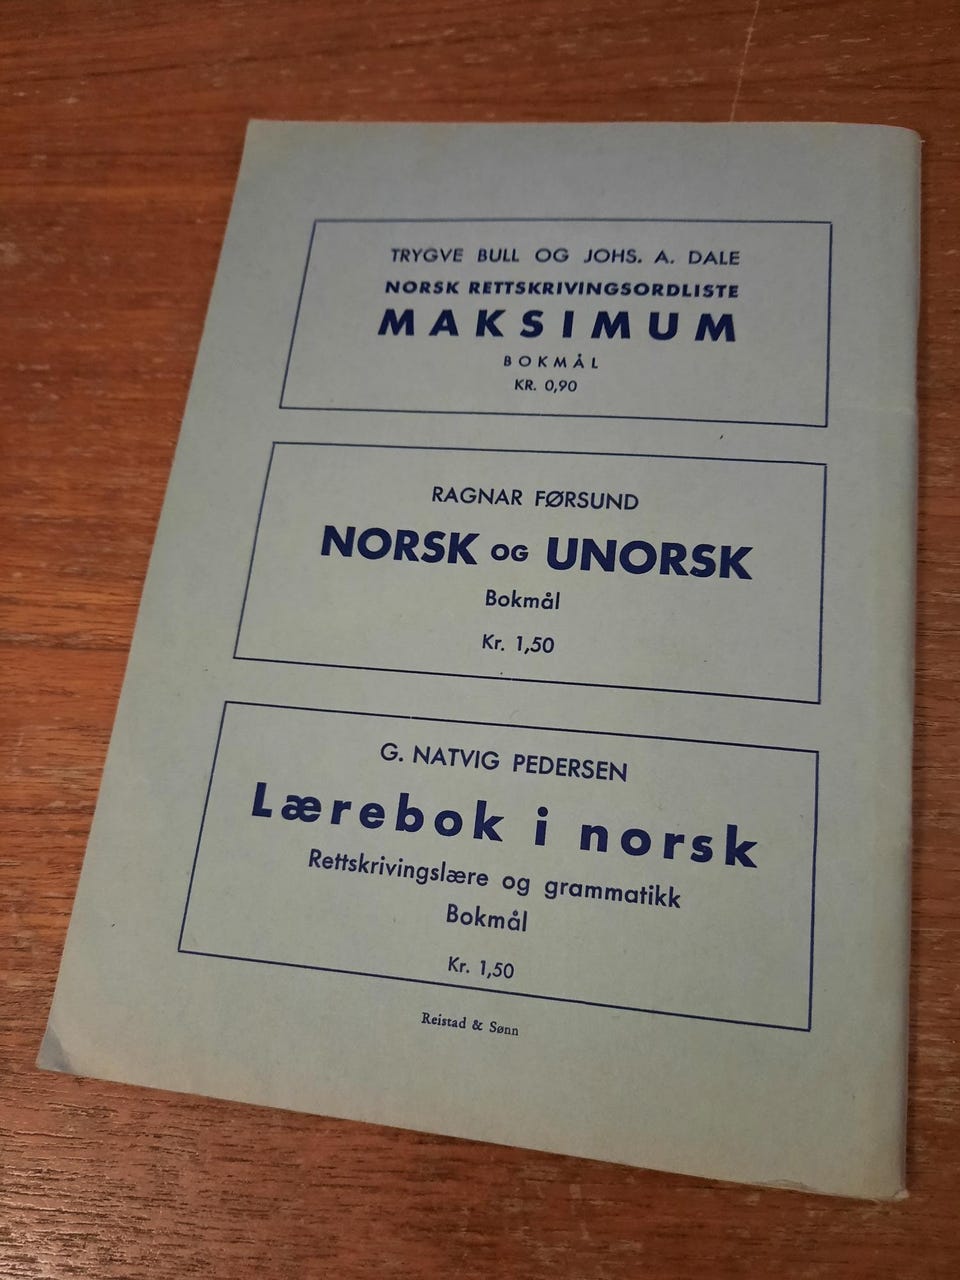 TRYGVE BULL OG JOHS. A. DALE
NORSK RETTSKRIVINGSORDLISTE
MAKSIMUM
BOKMÅL
KR. 0,90
RAGNAR FØRSUND
NORSK OG UNORSK
Bokmål
Kr. 1,50
G. NATVIG PEDERSEN
Lærebok i norsk
Rettskrivingslære og grammatikk
Bokmål
Kr. 1,50
Reistad & Sønn